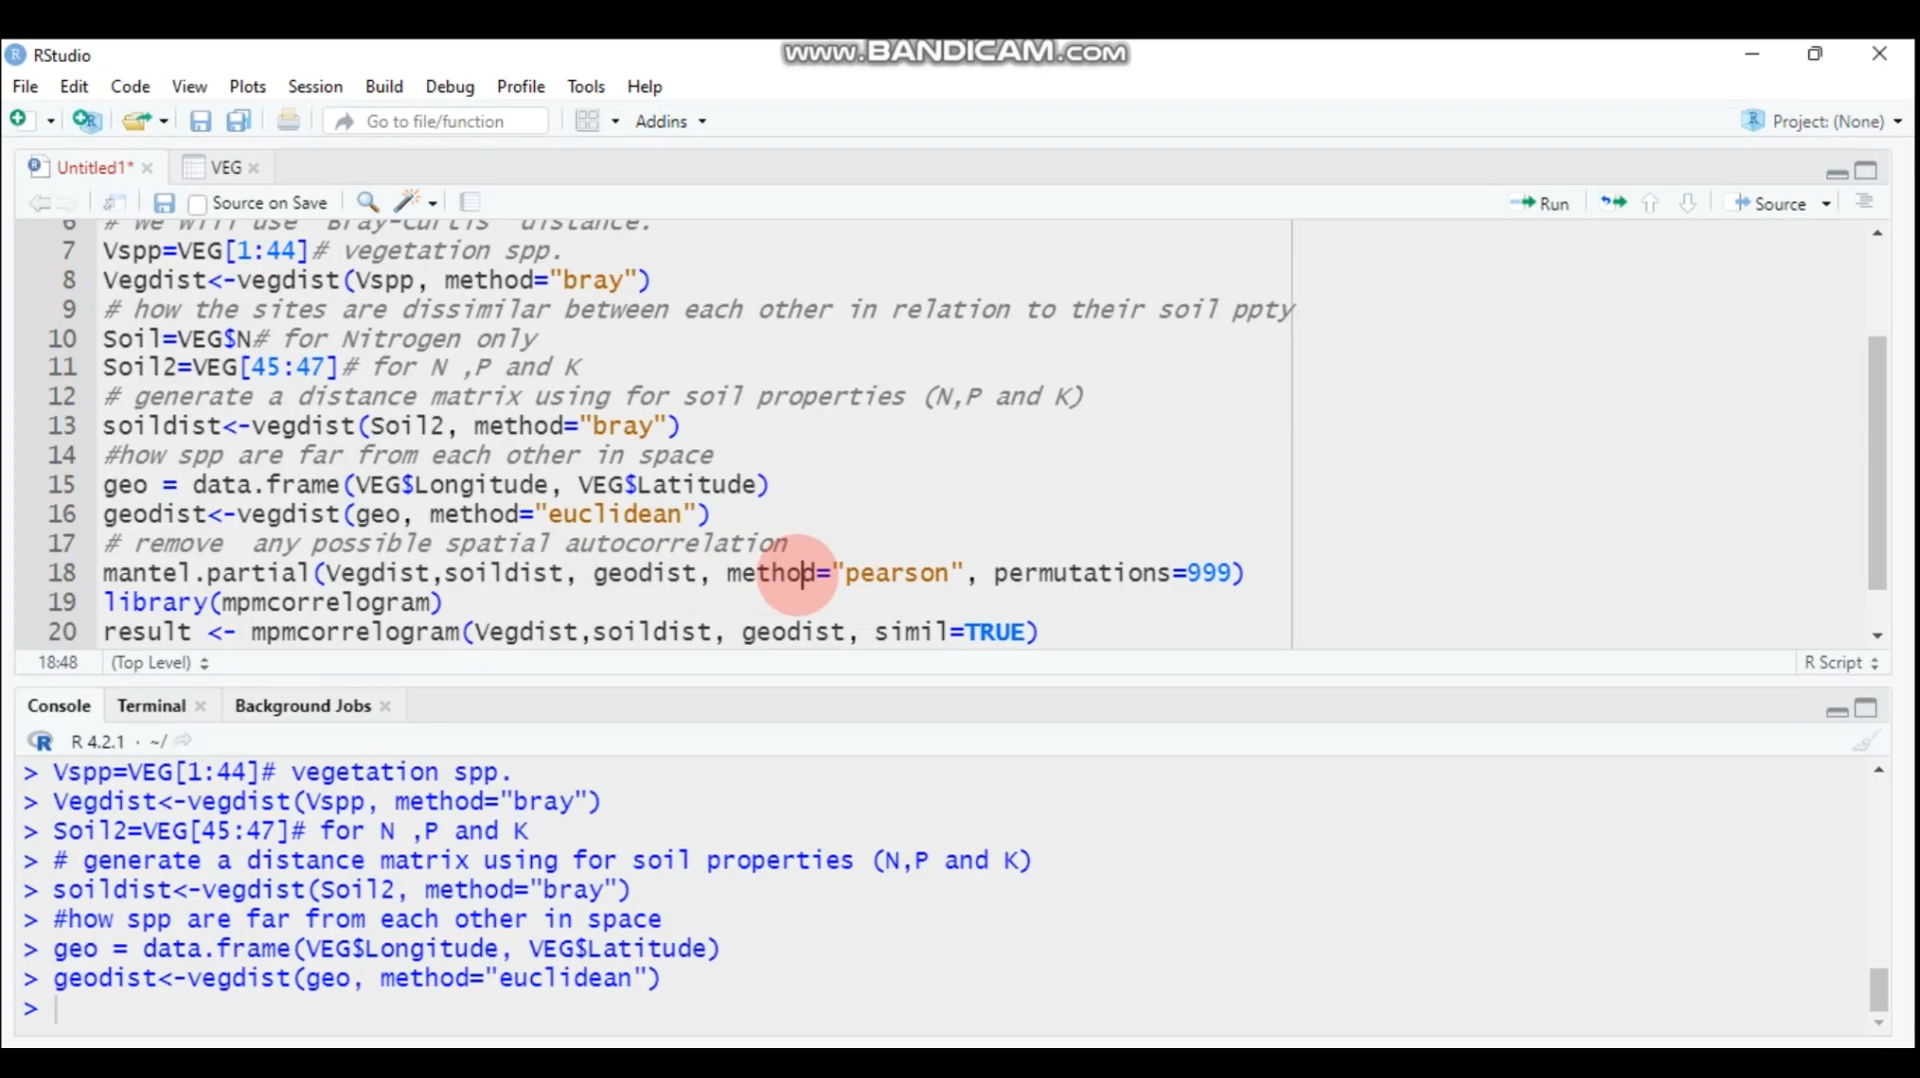 www.BANDICAM.com
RStudio
File Edit Code View Plots Session Build Debug Profile Tools Help
Go to file/function Addins Project: (None)
Untitled1* VEG
Source on Save Run Source
6 # we will use Bray-Curtis distance.
7 Vspp=VEG[1:44]# vegetation spp.
8 Vegdist<-vegdist(Vspp, method="bray")
9 # how the sites are dissimilar between each other in relation to their soil ppty
10 Soil=VEG$N# for Nitrogen only
11 Soil2=VEG[45:47]# for N ,P and K
12 # generate a distance matrix using for soil properties (N,P and K)
13 soildist<-vegdist(Soil2, method="bray")
14 #how spp are far from each other in space
15 geo = data.frame(VEG$Longitude, VEG$Latitude)
16 geodist<-vegdist(geo, method="euclidean")
17 # remove  any possible spatial autocorrelation
18 mantel.partial(Vegdist,soildist, geodist, method="pearson", permutations=999)
19 library(mpmcorrelogram)
20 result <- mpmcorrelogram(Vegdist,soildist, geodist, simil=TRUE)
18:48 (Top Level) R Script
Console Terminal Background Jobs
R 4.2.1 · ~/
> Vspp=VEG[1:44]# vegetation spp.
> Vegdist<-vegdist(Vspp, method="bray")
> Soil2=VEG[45:47]# for N ,P and K
> # generate a distance matrix using for soil properties (N,P and K)
> soildist<-vegdist(Soil2, method="bray")
> #how spp are far from each other in space
> geo = data.frame(VEG$Longitude, VEG$Latitude)
> geodist<-vegdist(geo, method="euclidean")
>